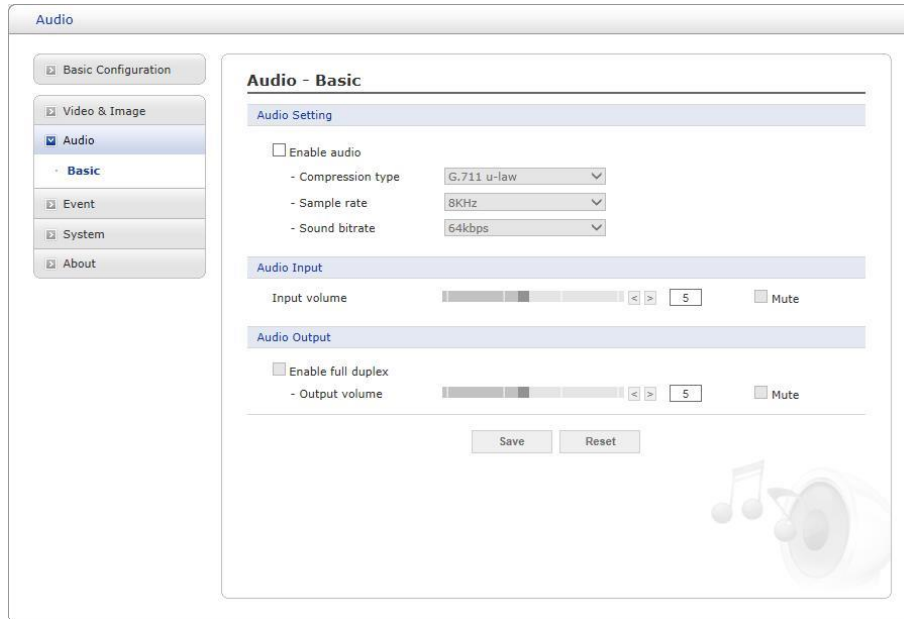 Audio
Basic Configuration
Video & Image
Audio
· Basic
Event
System
About
Audio - Basic
Audio Setting
Enable audio
- Compression type G.711 u-law
- Sample rate 8KHz
- Sound bitrate 64kbps
Audio Input
Input volume < > 5 Mute
Audio Output
Enable full duplex
- Output volume < > 5 Mute
Save Reset